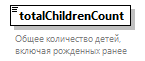 totalChildrenCount
Общее количество детей,
включая рожденных ранее